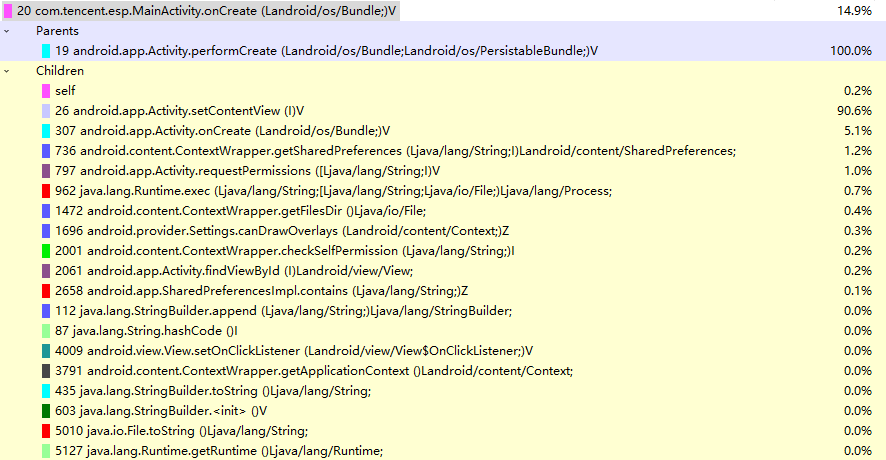 20 com.tencent.esp.MainActivity.onCreate (Landroid/os/Bundle;)V 14.9%
Parents
19 android.app.Activity.performCreate (Landroid/os/Bundle;Landroid/os/PersistableBundle;)V 100.0%
Children
self 0.2%
26 android.app.Activity.setContentView (I)V 90.6%
307 android.app.Activity.onCreate (Landroid/os/Bundle;)V 5.1%
736 android.content.ContextWrapper.getSharedPreferences (Ljava/lang/String;I)Landroid/content/SharedPreferences; 1.2%
797 android.app.Activity.requestPermissions ([Ljava/lang/String;I)V 1.0%
962 java.lang.Runtime.exec (Ljava/lang/String;[Ljava/lang/String;Ljava/io/File;)Ljava/lang/Process; 0.7%
1472 android.content.ContextWrapper.getFilesDir ()Ljava/io/File; 0.4%
1696 android.provider.Settings.canDrawOverlays (Landroid/content/Context;)Z 0.3%
2001 android.content.ContextWrapper.checkSelfPermission (Ljava/lang/String;)I 0.2%
2061 android.app.Activity.findViewById (I)Landroid/view/View; 0.2%
2658 android.app.SharedPreferencesImpl.contains (Ljava/lang/String;)Z 0.1%
112 java.lang.StringBuilder.append (Ljava/lang/String;)Ljava/lang/StringBuilder; 0.0%
87 java.lang.String.hashCode ()I 0.0%
4009 android.view.View.setOnClickListener (Landroid/view/View$OnClickListener;)V 0.0%
3791 android.content.ContextWrapper.getApplicationContext ()Landroid/content/Context; 0.0%
435 java.lang.StringBuilder.toString ()Ljava/lang/String; 0.0%
603 java.lang.StringBuilder.<init> ()V 0.0%
5010 java.io.File.toString ()Ljava/lang/String; 0.0%
5127 java.lang.Runtime.getRuntime ()Ljava/lang/Runtime; 0.0%